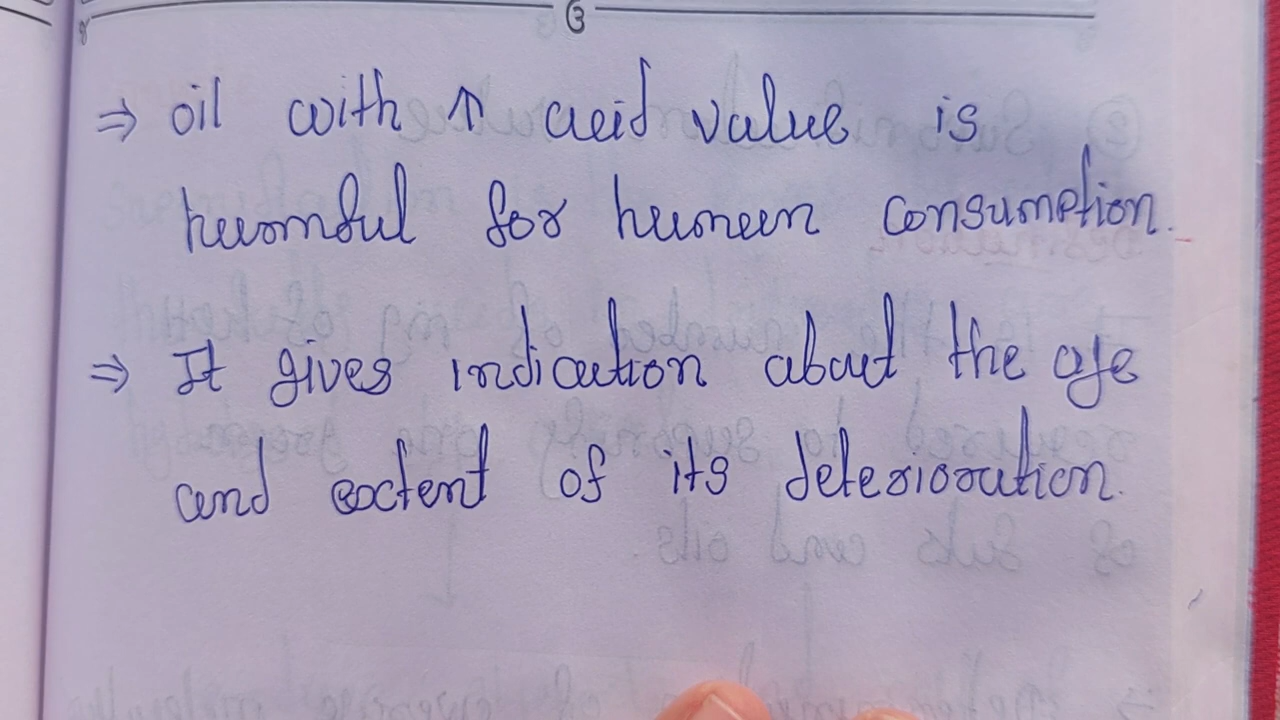 3
⇒ oil with ↑ acid value is
harmful for human consumption.
⇒ It gives indication about the age
and extent of its deterioration.